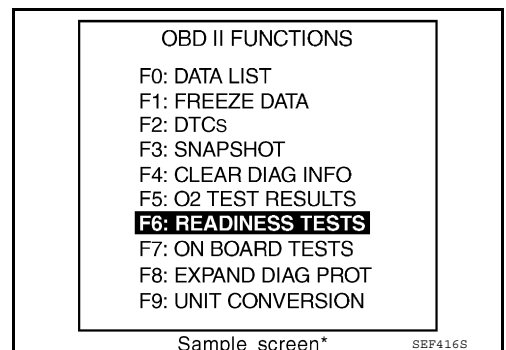 OBD II FUNCTIONS
F0: DATA LIST
F1: FREEZE DATA
F2: DTCs
F3: SNAPSHOT
F4: CLEAR DIAG INFO
F5: O2 TEST RESULTS
F6: READINESS TESTS
F7: ON BOARD TESTS
F8: EXPAND DIAG PROT
F9: UNIT CONVERSION
Sample screen* SEF416S